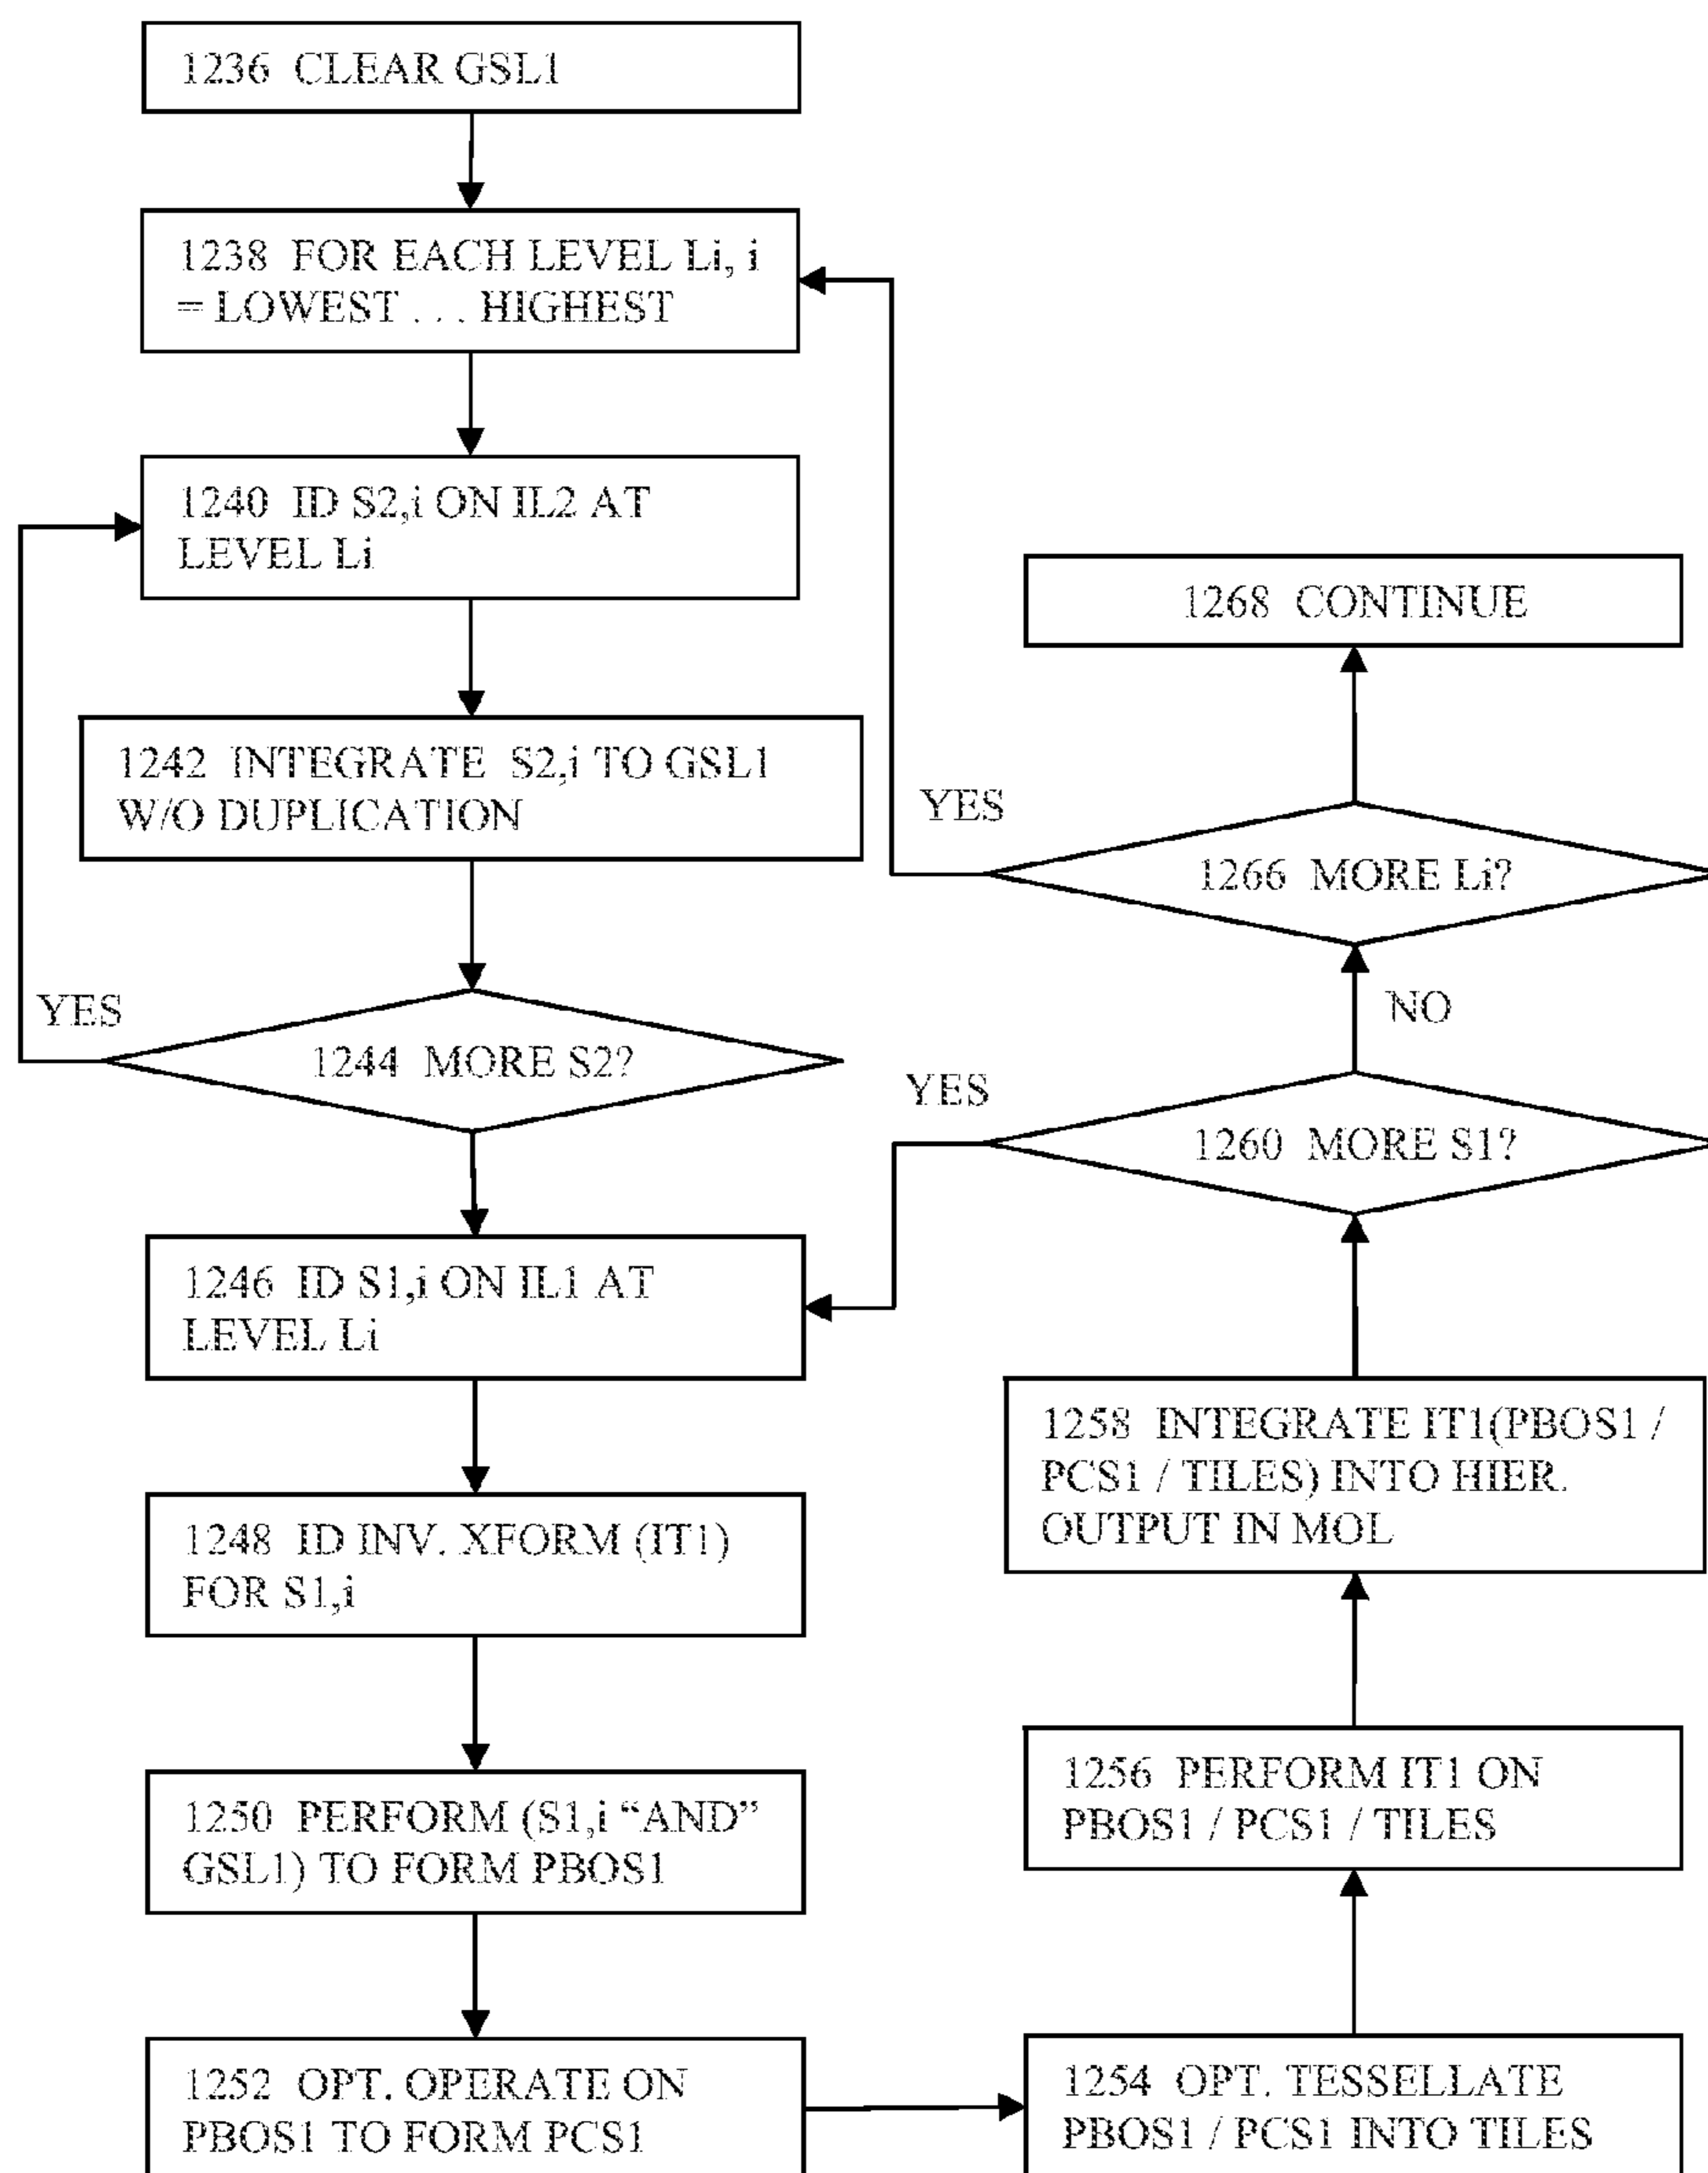 1236 CLEAR GSL1
1238 FOR EACH LEVEL Li, i
= LOWEST . . . HIGHEST
1240 ID S2,i ON IL2 AT
LEVEL Li
1242 INTEGRATE S2,i TO GSL1
W/O DUPLICATION
YES
1244 MORE S2?
1246 ID S1,i ON IL1 AT
LEVEL Li
1248 ID INV. XFORM (IT1)
FOR S1,i
1250 PERFORM (S1,i “AND”
GSL1) TO FORM PBOS1
1252 OPT. OPERATE ON
PBOS1 TO FORM PCS1
1254 OPT. TESSELLATE
PBOS1 / PCS1 INTO TILES
1256 PERFORM IT1 ON
PBOS1 / PCS1 / TILES
1258 INTEGRATE IT1(PBOS1 /
PCS1 / TILES) INTO HIER.
OUTPUT IN MOL
YES
1260 MORE S1?
NO
YES
1266 MORE Li?
1268 CONTINUE